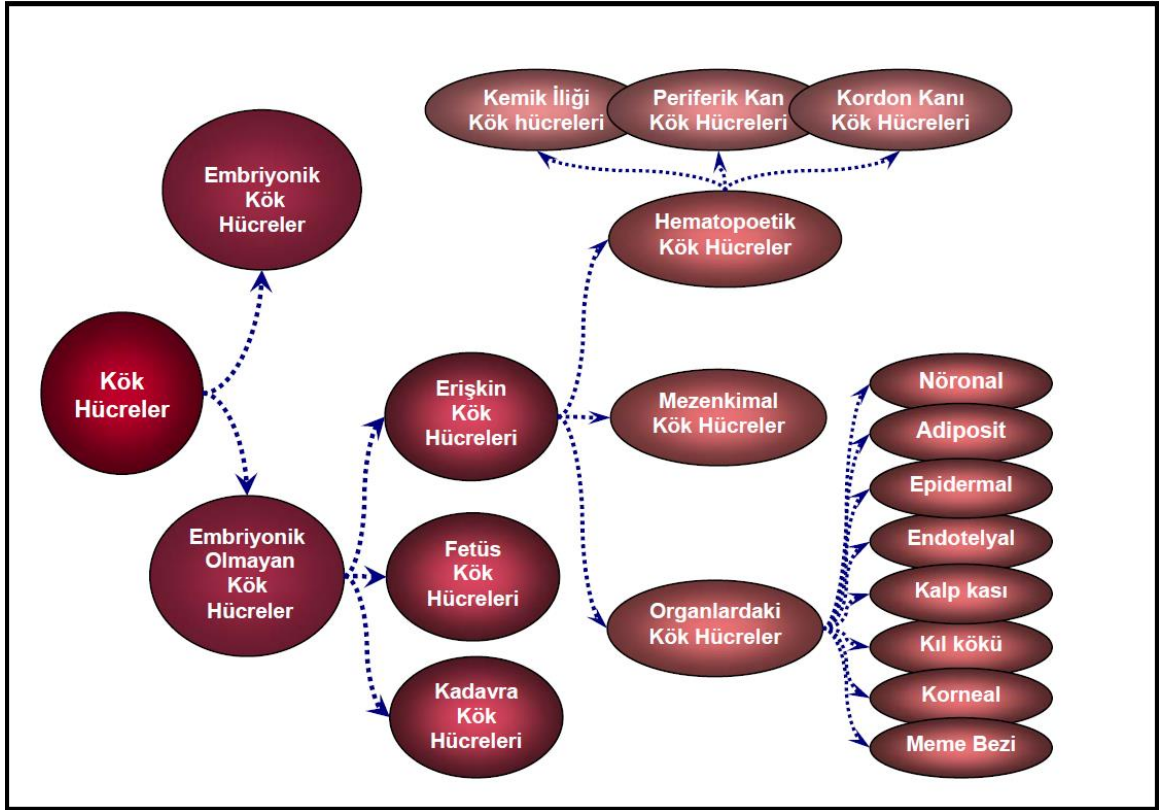 Kemik İliği
Kök hücreleri
Periferik Kan
Kök Hücreleri
Kordon Kanı
Kök Hücreleri
Embriyonik
Kök
Hücreler
Hematopoetik
Kök Hücreler
Kök
Hücreler
Erişkin
Kök
Hücreleri
Mezenkimal
Kök Hücreler
Embriyonik
Olmayan
Kök
Hücreler
Fetüs
Kök
Hücreleri
Kadavra
Kök
Hücreleri
Organlardaki
Kök Hücreler
Nöronal
Adiposit
Epidermal
Endotelyal
Kalp kası
Kıl kökü
Korneal
Meme Bezi